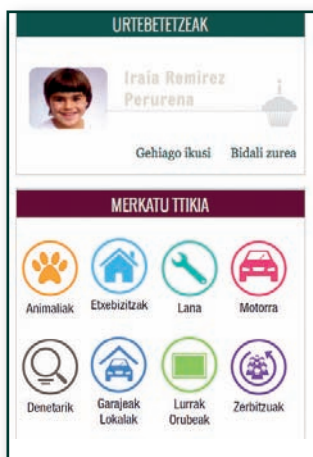 URTEBETETZEAK
Iraia Ramirez
Perurena
Gehiago ikusi Bidali zurea
MERKATU TTIKIA
Animaliak Etxebizitzak Lana Motorra
Denetarik Garajeak Lokalak Lurrak Orubeak Zerbitzuak